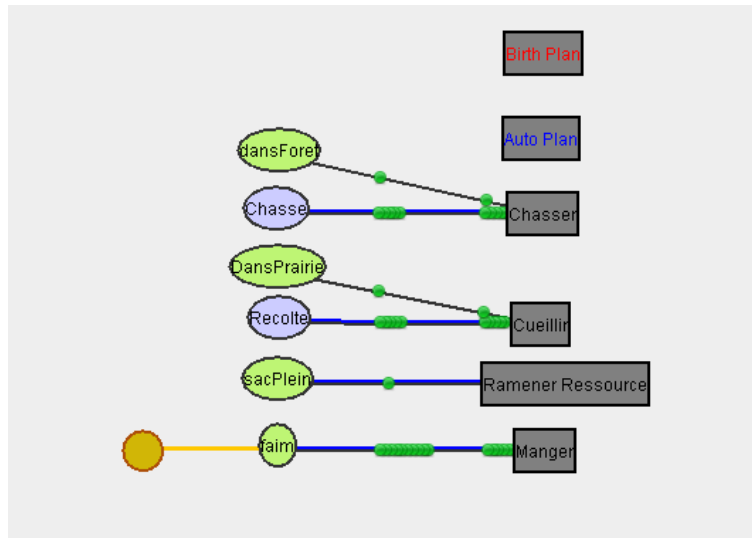 Birth Plan
Auto Plan
dansForet
Chasse
Chasser
DansPrairie
Recolte
Cueillir
sacPlein
Ramener Ressource
faim
Manger